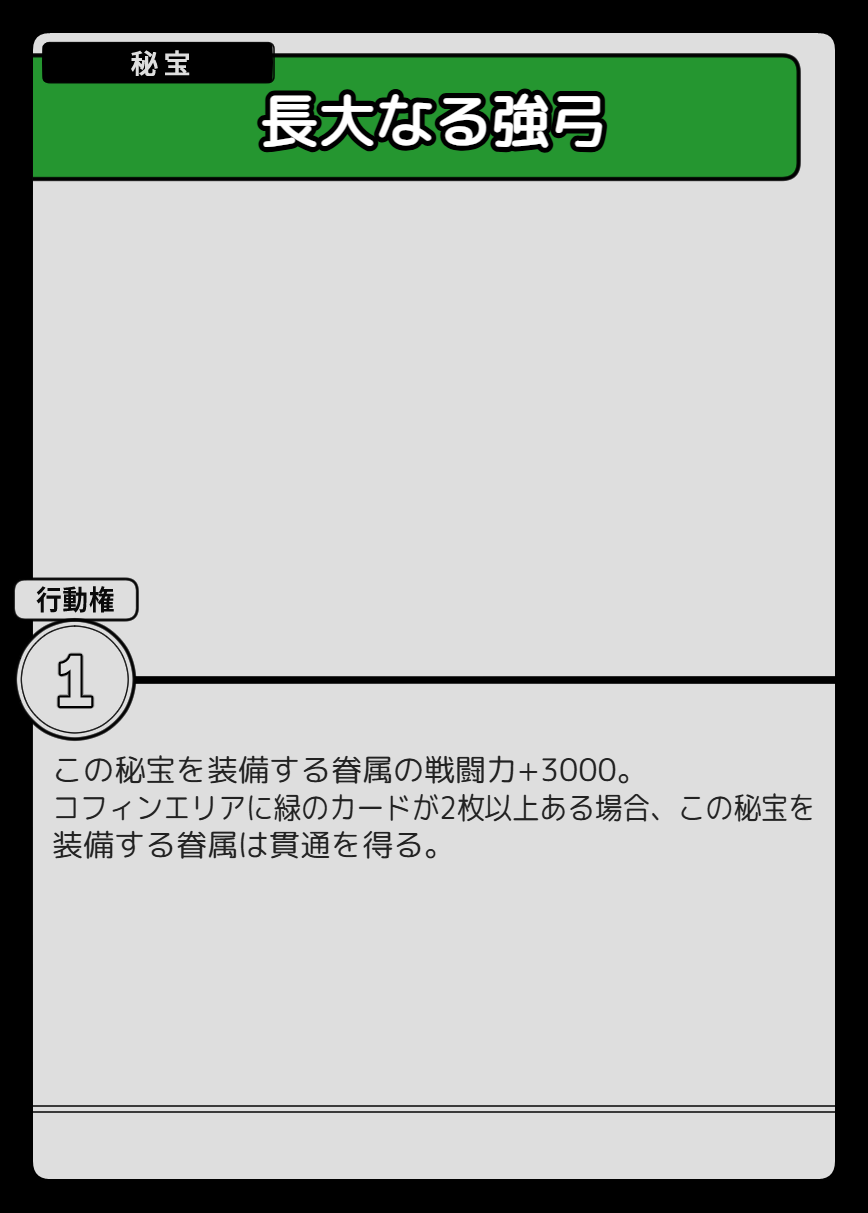 秘宝
長大なる強弓
行動権
1
この秘宝を装備する眷属の戦闘力+3000。
コフィンエリアに緑のカードが2枚以上ある場合、この秘宝を
装備する眷属は貫通を得る。